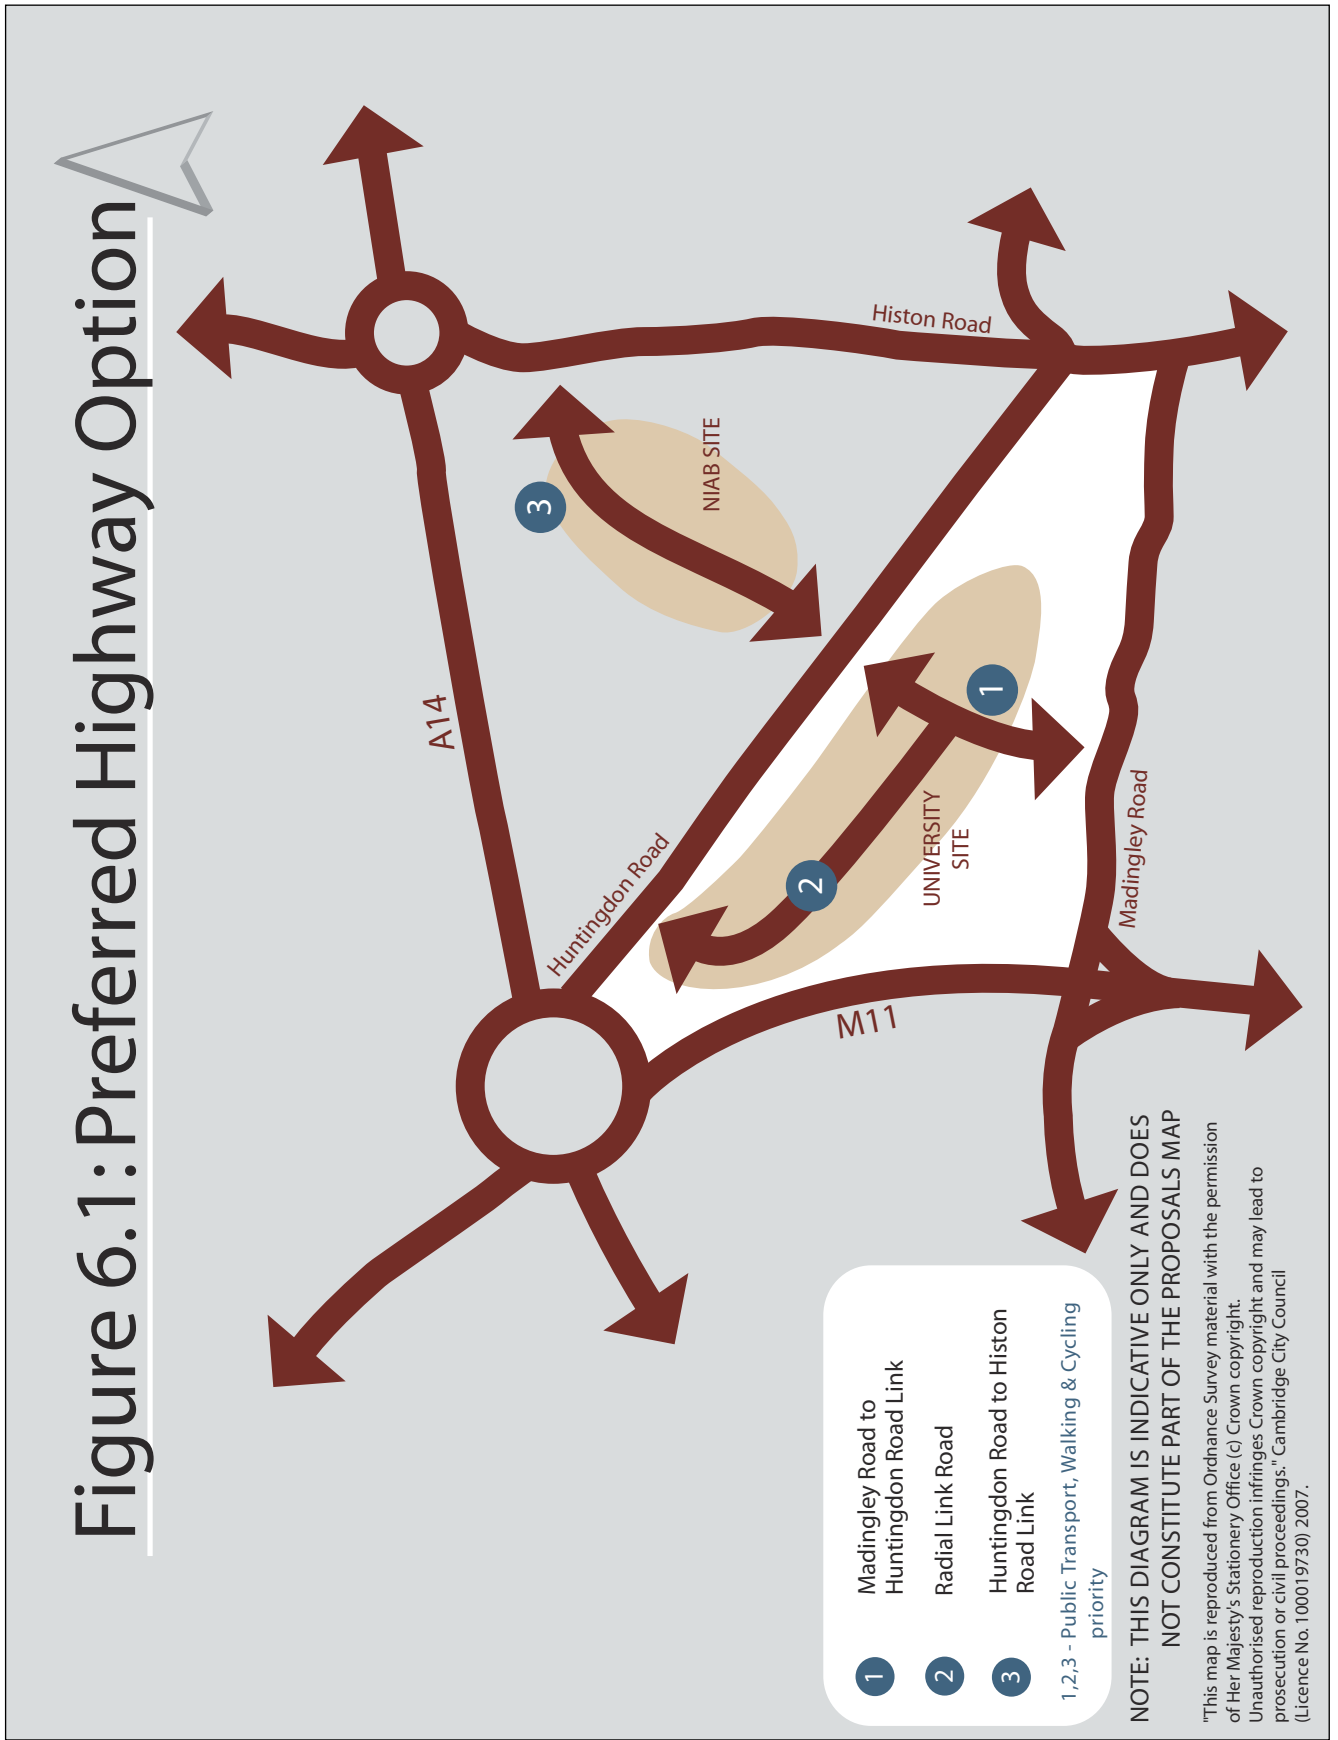 Figure 6.1: Preferred Highway Option
A14
Huntingdon Road
Histon Road
3
NIAB SITE
2
1
UNIVERSITY
SITE
M11
Madingley Road
1
Madingley Road to
Huntingdon Road Link
2
Radial Link Road
3
Huntingdon Road to Histon
Road Link
1,2,3 - Public Transport, Walking & Cycling
priority
NOTE: THIS DIAGRAM IS INDICATIVE ONLY AND DOES
NOT CONSTITUTE PART OF THE PROPOSALS MAP
"This map is reproduced from Ordnance Survey material with the permission
of Her Majesty's Stationery Office (c) Crown copyright.
Unauthorised reproduction infringes Crown copyright and may lead to
prosecution or civil proceedings." Cambridge City Council
(Licence No. 100019730) 2007.